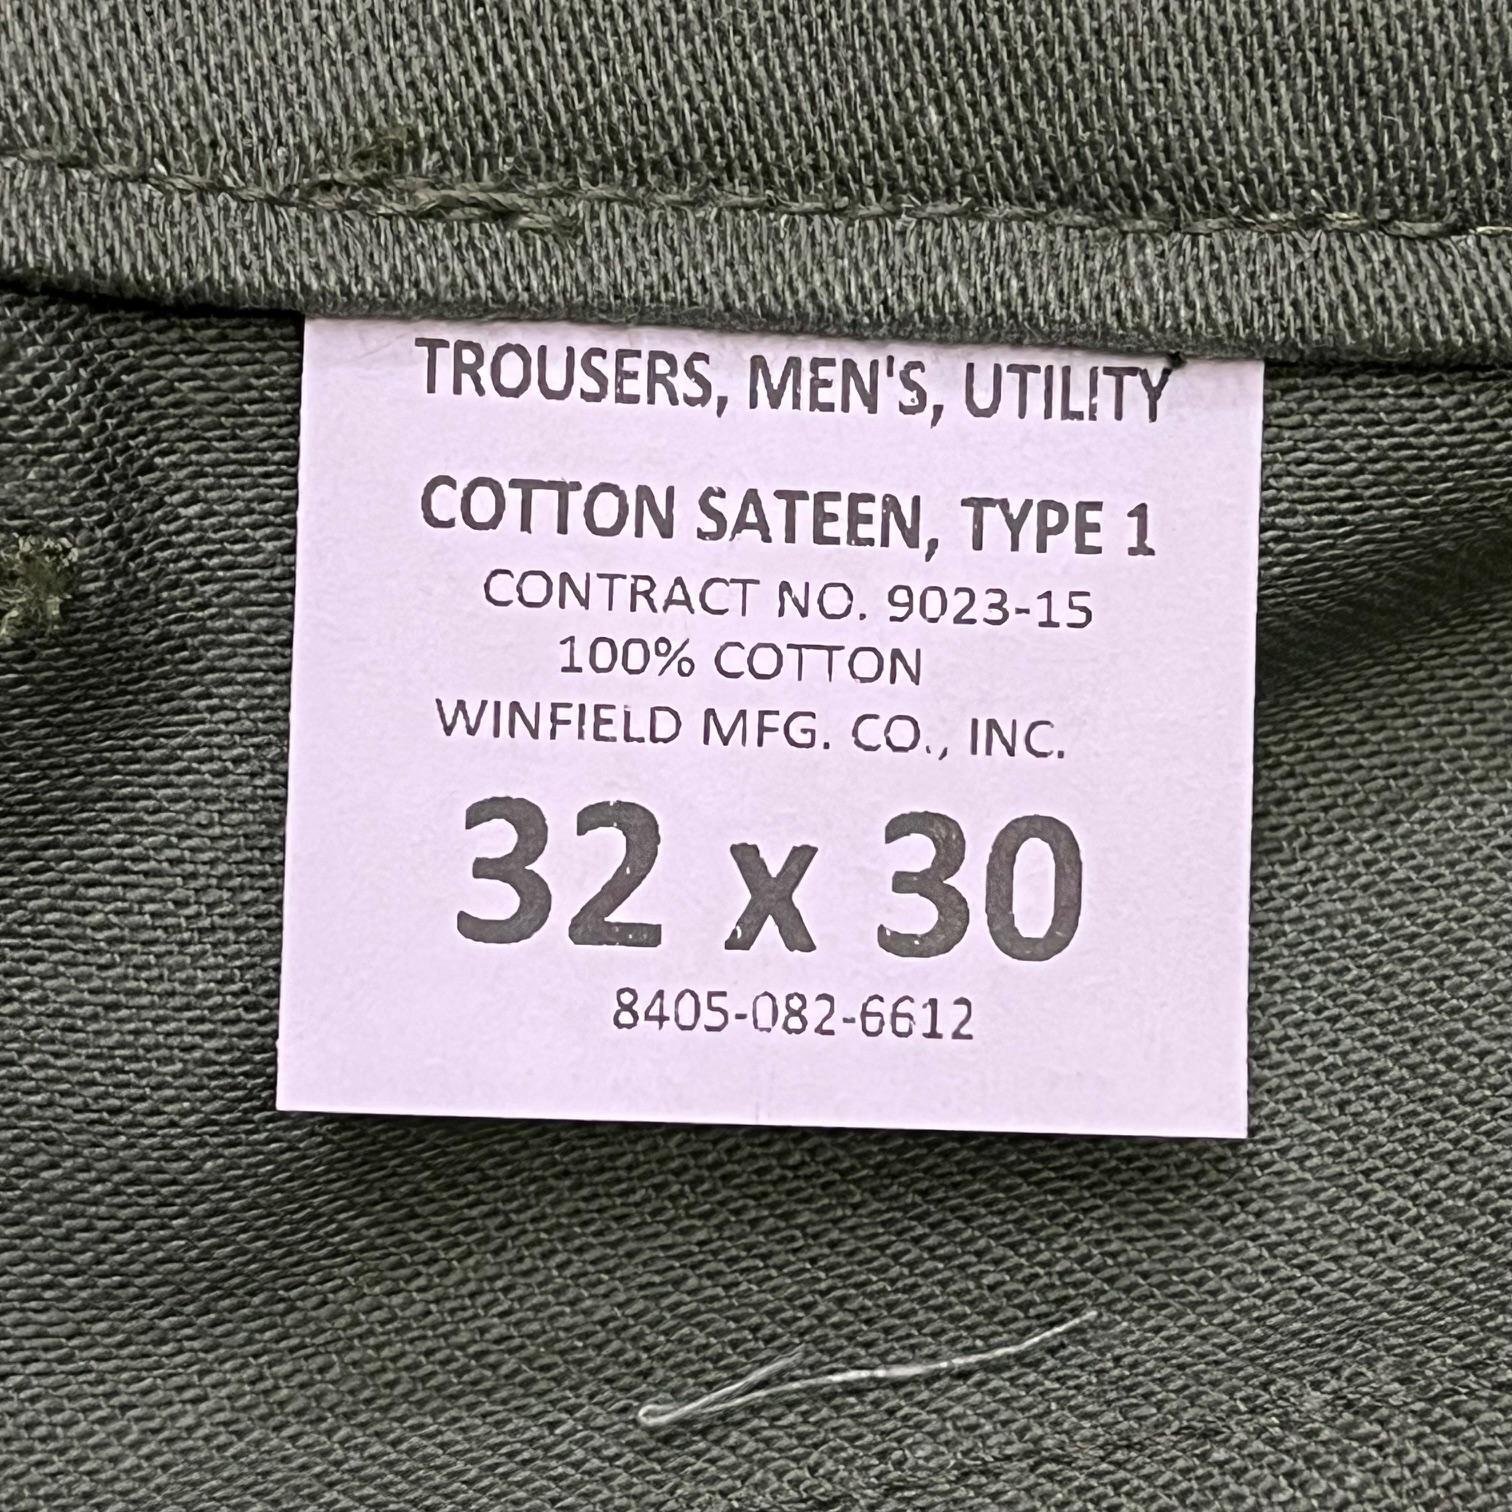 TROUSERS, MEN'S, UTILITY
COTTON SATEEN, TYPE 1
CONTRACT NO. 9023-15
100% COTTON
WINFIELD MFG. CO., INC.
32 x 30
8405-082-6612